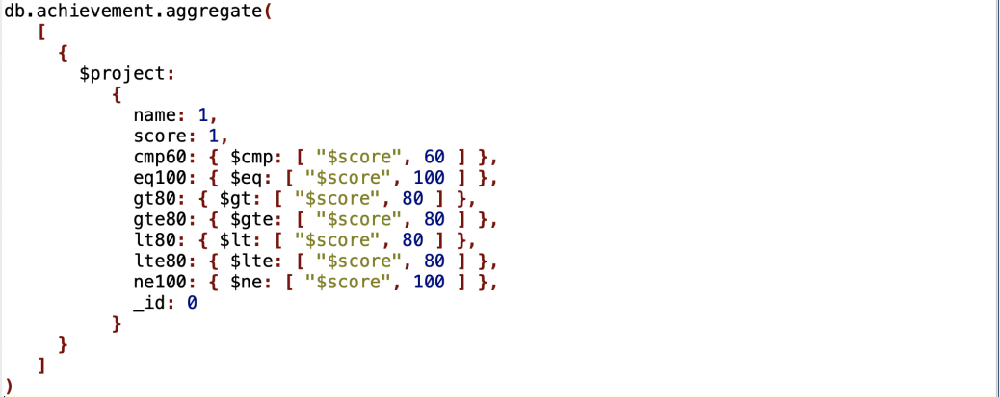 db.achievement.aggregate(
[
{
$project:
{
name: 1,
score: 1,
cmp60: { $cmp: [ "$score", 60 ] },
eq100: { $eq: [ "$score", 100 ] },
gt80: { $gt: [ "$score", 80 ] },
gte80: { $gte: [ "$score", 80 ] },
lt80: { $lt: [ "$score", 80 ] },
lte80: { $lte: [ "$score", 80 ] },
ne100: { $ne: [ "$score", 100 ] },
_id: 0
}
}
]
)